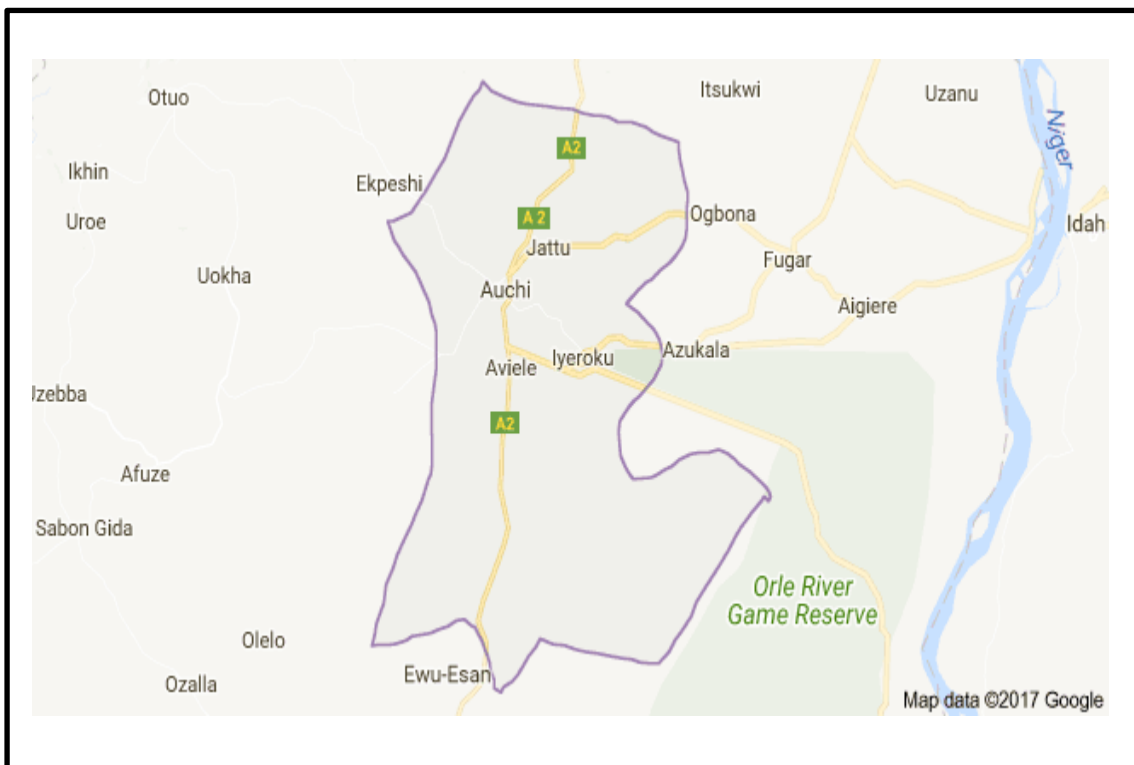 Otuo
Itsukwi
Uzanu
Niger
A2
Ikhin
Ekpeshi
Uroe
A 2
Ogbona
Idah
Jattu
Fugar
Uokha
Auchi
Aigiere
Azukala
Iyeroku
Aviele
Jzebba
A2
Afuze
Sabon Gida
Orle River
Game Reserve
Olelo
Ewu-Esan
Ozalla
Map data ©2017 Google